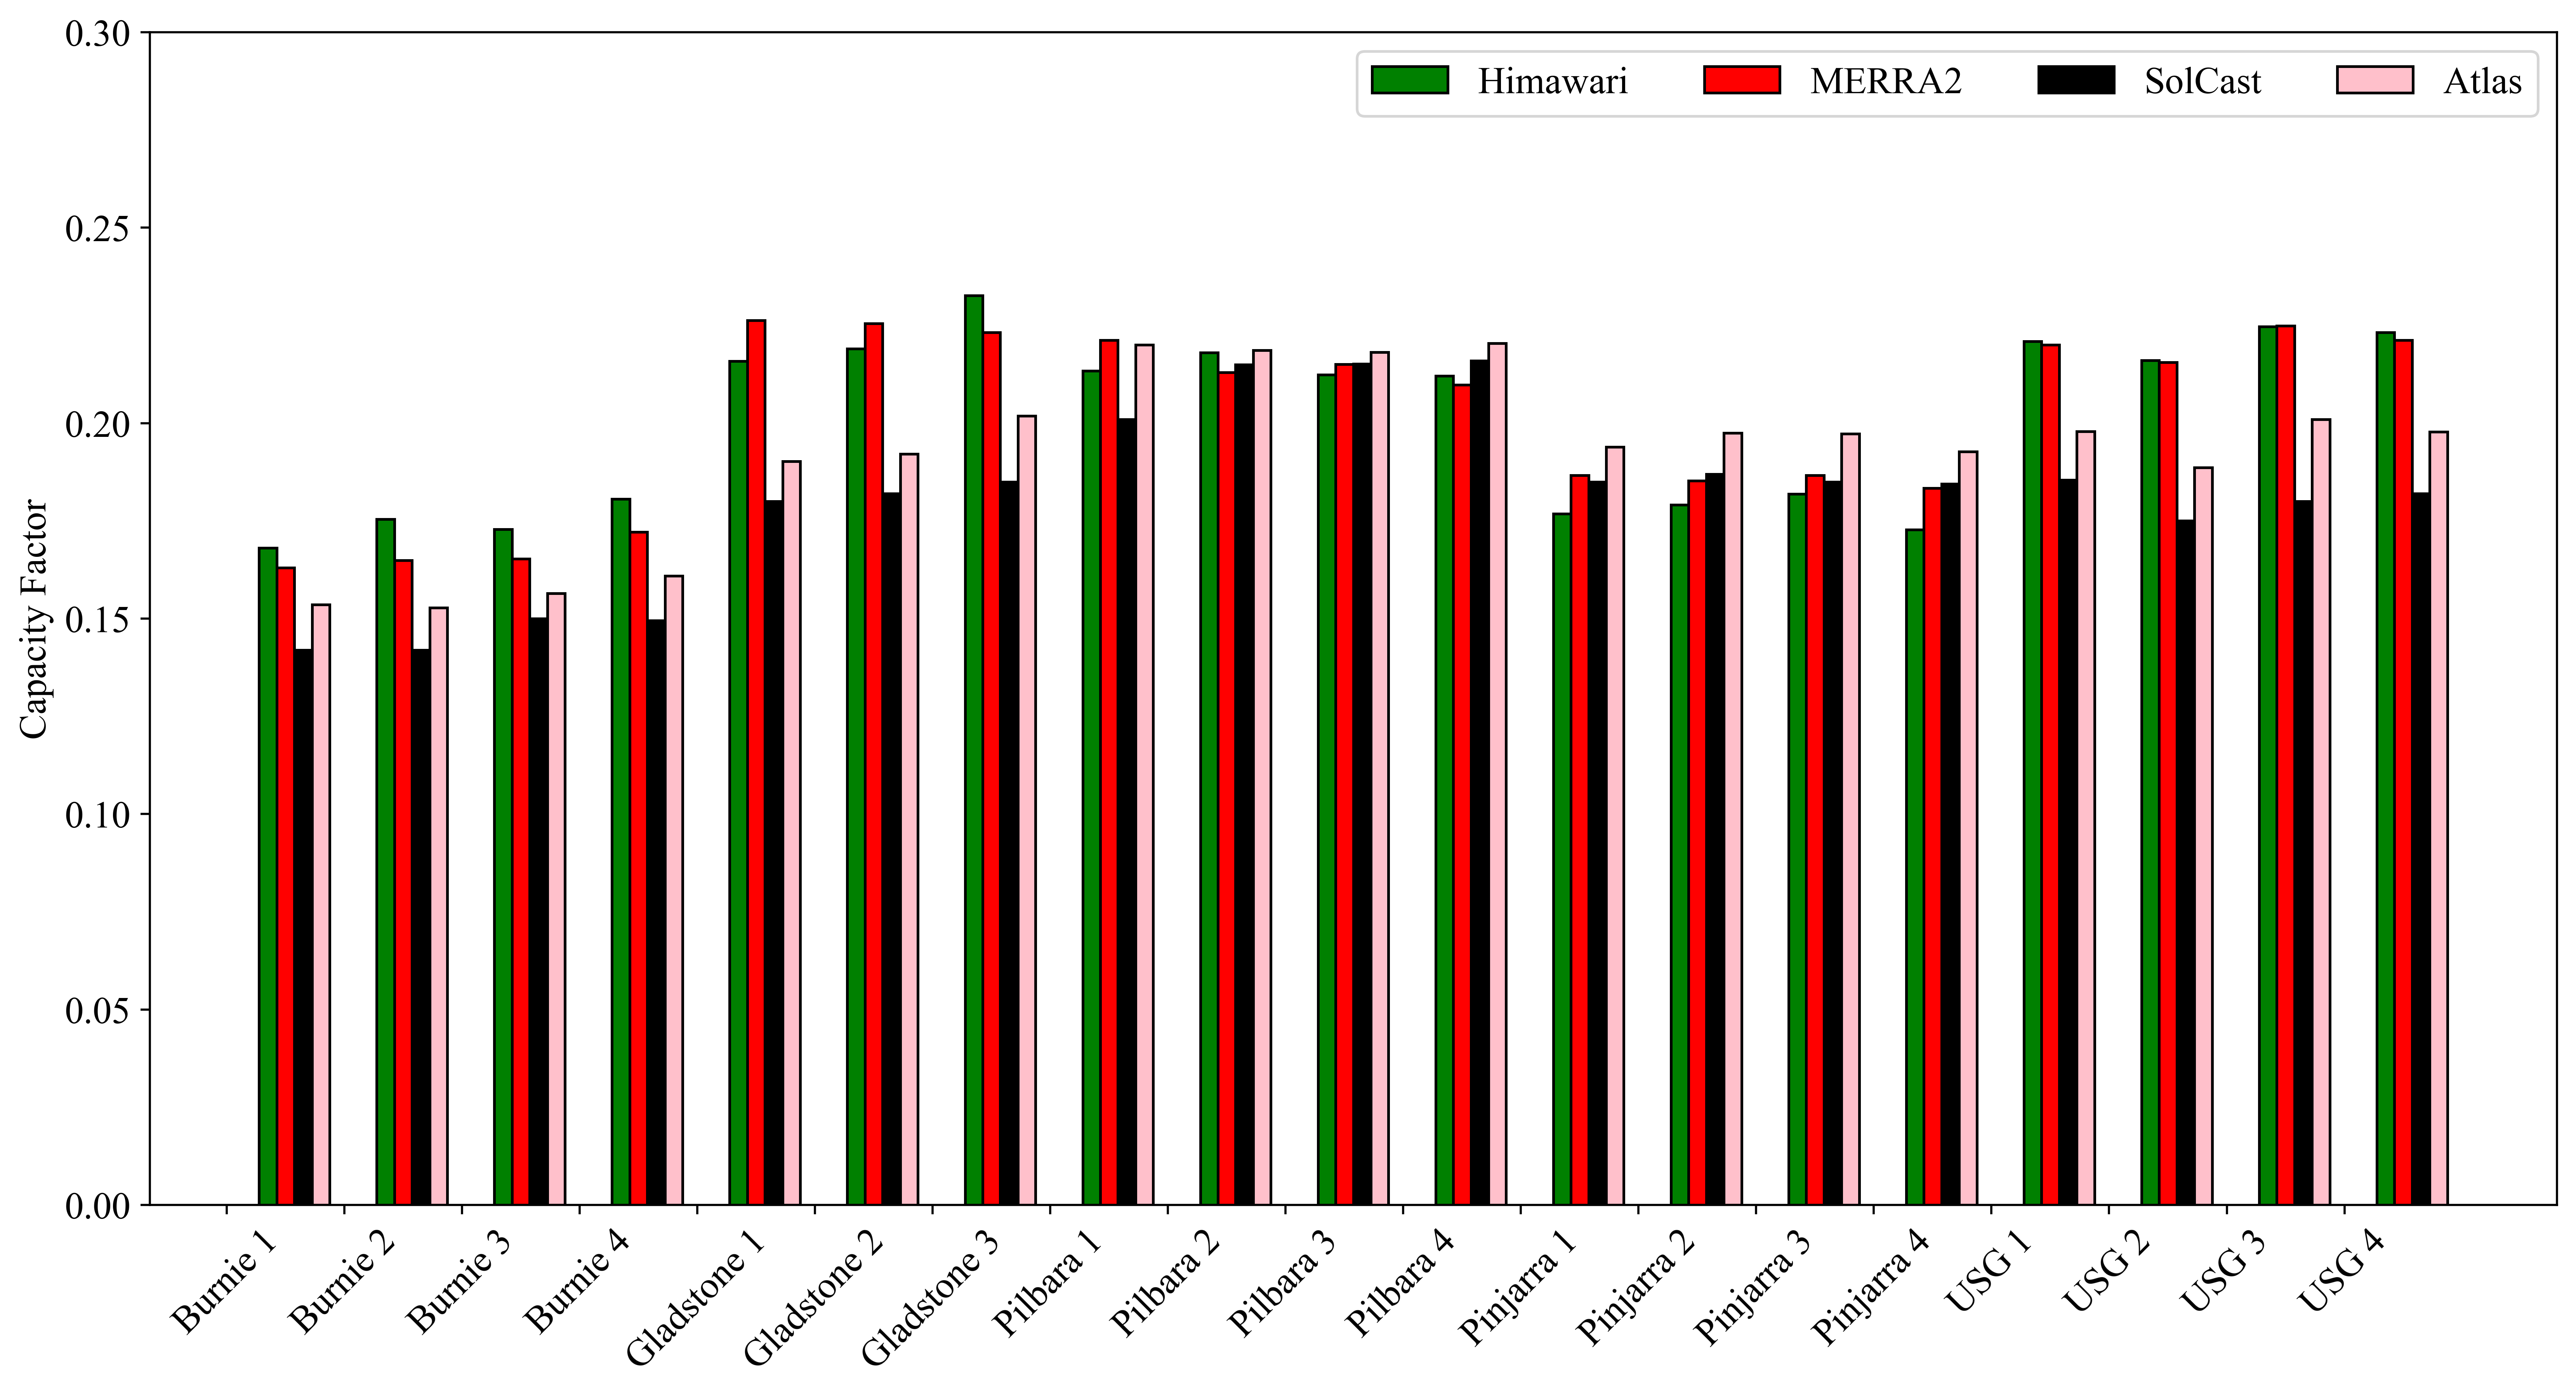 Capacity Factor
0.30
0.25
0.20
0.15
0.10
0.05
0.00
Himawari MERRA2 SolCast Atlas
Burnie 1
Burnie 2
Burnie 3
Burnie 4
Gladstone 1
Gladstone 2
Gladstone 3
Pilbara 1
Pilbara 2
Pilbara 3
Pilbara 4
Pinjarra 1
Pinjarra 2
Pinjarra 3
Pinjarra 4
USG 1
USG 2
USG 3
USG 4